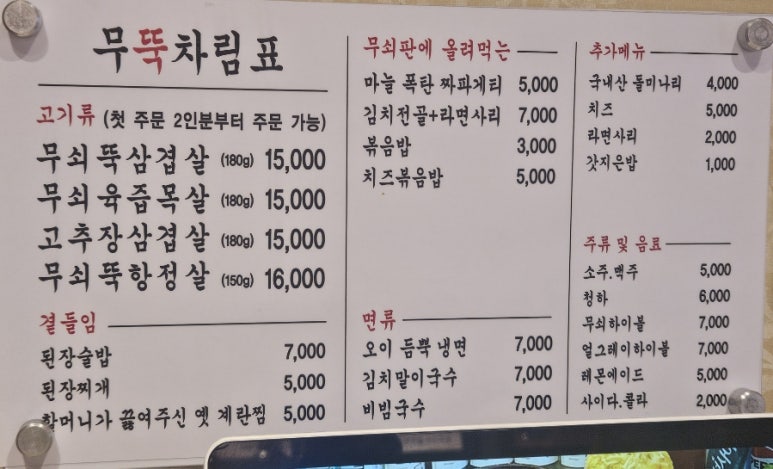 무뚝차림표
고기류 (첫 주문 2인분부터 주문 가능)
무쇠 뚝삼겹살 (180g) 15,000
무쇠 육즙목살 (180g) 15,000
고추장삼겹살 (180g) 15,000
무쇠 뚝항정살 (150g) 16,000
곁들임
된장술밥 7,000
된장찌개 5,000
할머니가 끓여주신 옛 계란찜 5,000
무쇠판에 올려먹는
마늘 폭탄 짜파게티 5,000
김치전골+라면사리 7,000
볶음밥 3,000
치즈볶음밥 5,000
면류
오이 듬뿍 냉면 7,000
김치말이국수 7,000
비빔국수 7,000
추가메뉴
국내산 돌미나리 4,000
치즈 5,000
라면사리 2,000
갓지은밥 1,000
주류 및 음료
소주.맥주 5,000
청하 6,000
무쇠하이볼 7,000
얼그레이하이볼 7,000
레몬에이드 5,000
사이다.콜라 2,000